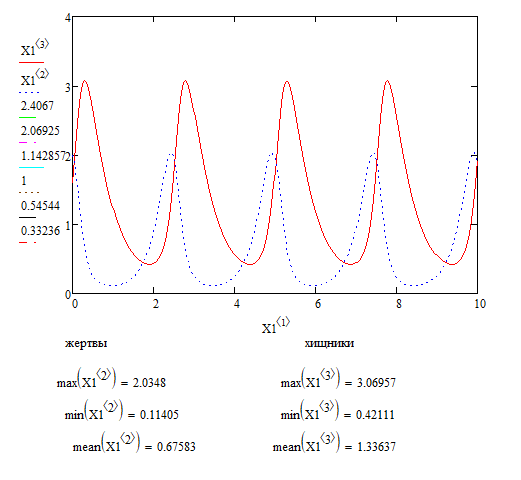 4
X1⟨3⟩
X1⟨2⟩
3
2.4067
2.06925
1.142857
2
1
0.54544
1
0.33236
0
0 2 4 6 8 10
X1⟨1⟩
жертвы хищники
max(X1⟨2⟩) = 2.0348 max(X1⟨3⟩) = 3.06957
min(X1⟨2⟩) = 0.11405 min(X1⟨3⟩) = 0.42111
mean(X1⟨2⟩) = 0.67583 mean(X1⟨3⟩) = 1.33637